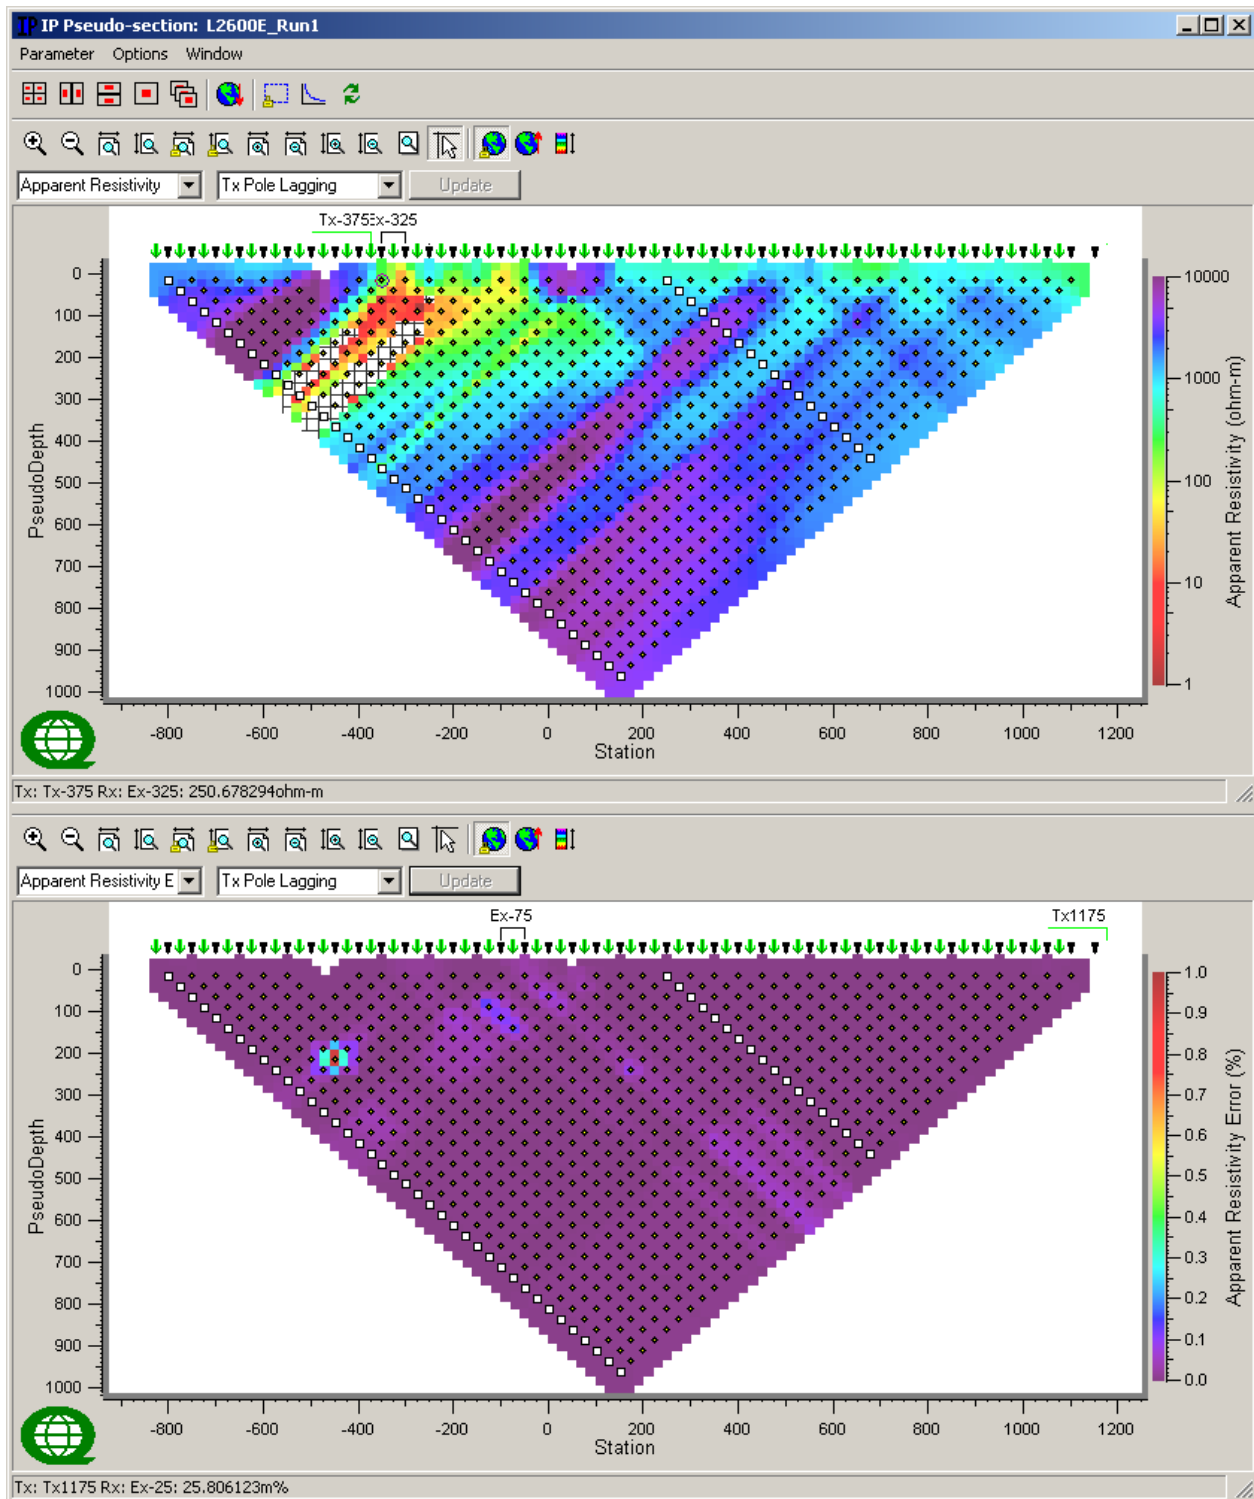 IP IP Pseudo-section: L2600E_Run1
Parameter Options Window
Apparent Resistivity Tx Pole Lagging Update
Tx-375 Ex-325
0
100
200
300
400
500
600
700
800
900
1000
PseudoDepth
-800 -600 -400 -200 0 200 400 600 800 1000 1200
Station
10000
1000
100
10
1
Apparent Resistivity (ohm-m)
Tx: Tx-375 Rx: Ex-325: 250.678294ohm-m
Apparent Resistivity E Tx Pole Lagging Update
Ex-75 Tx1175
0
100
200
300
400
500
600
700
800
900
1000
PseudoDepth
-800 -600 -400 -200 0 200 400 600 800 1000 1200
Station
1.0
0.9
0.8
0.7
0.6
0.5
0.4
0.3
0.2
0.1
0.0
Apparent Resistivity Error (%)
Tx: Tx1175 Rx: Ex-25: 25.806123m%